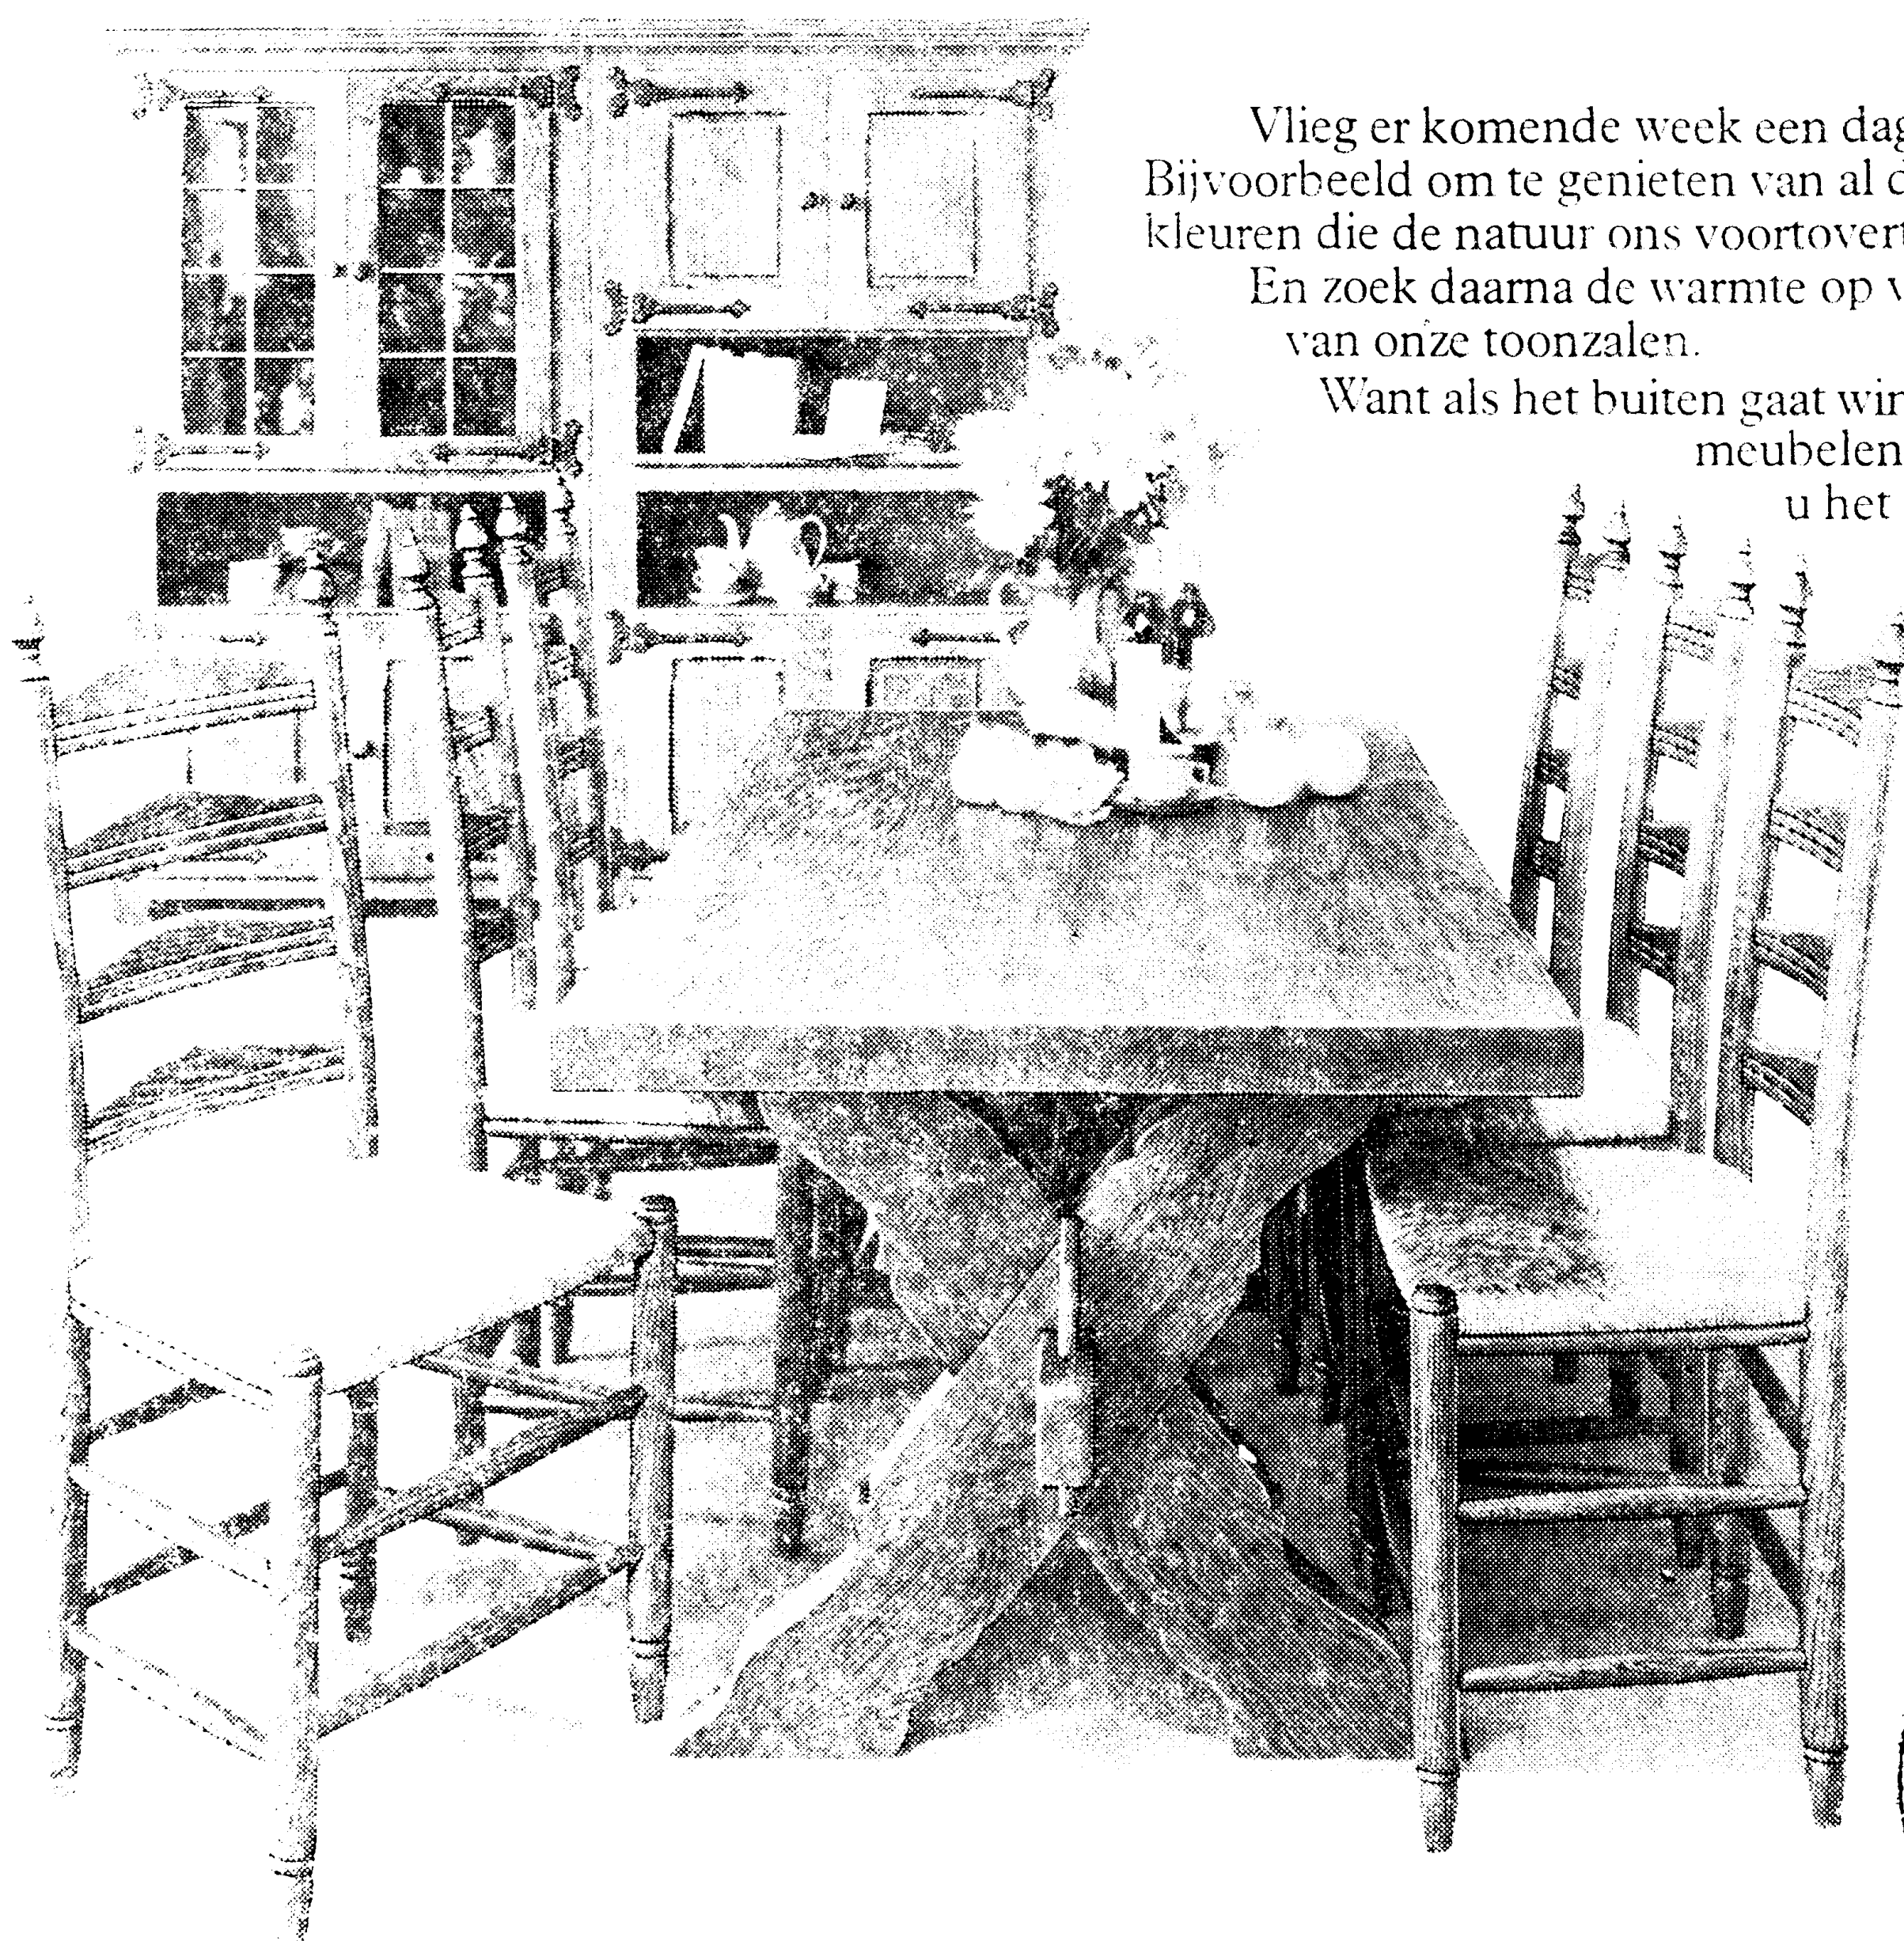 Vlieg er komende week een dag
Bijvoorbeeld om te genieten van al
kleuren die de natuur ons voortovert
En zoek daarna de warmte op
van onze toonzalen.
Want als het buiten gaat
meubelen
u het